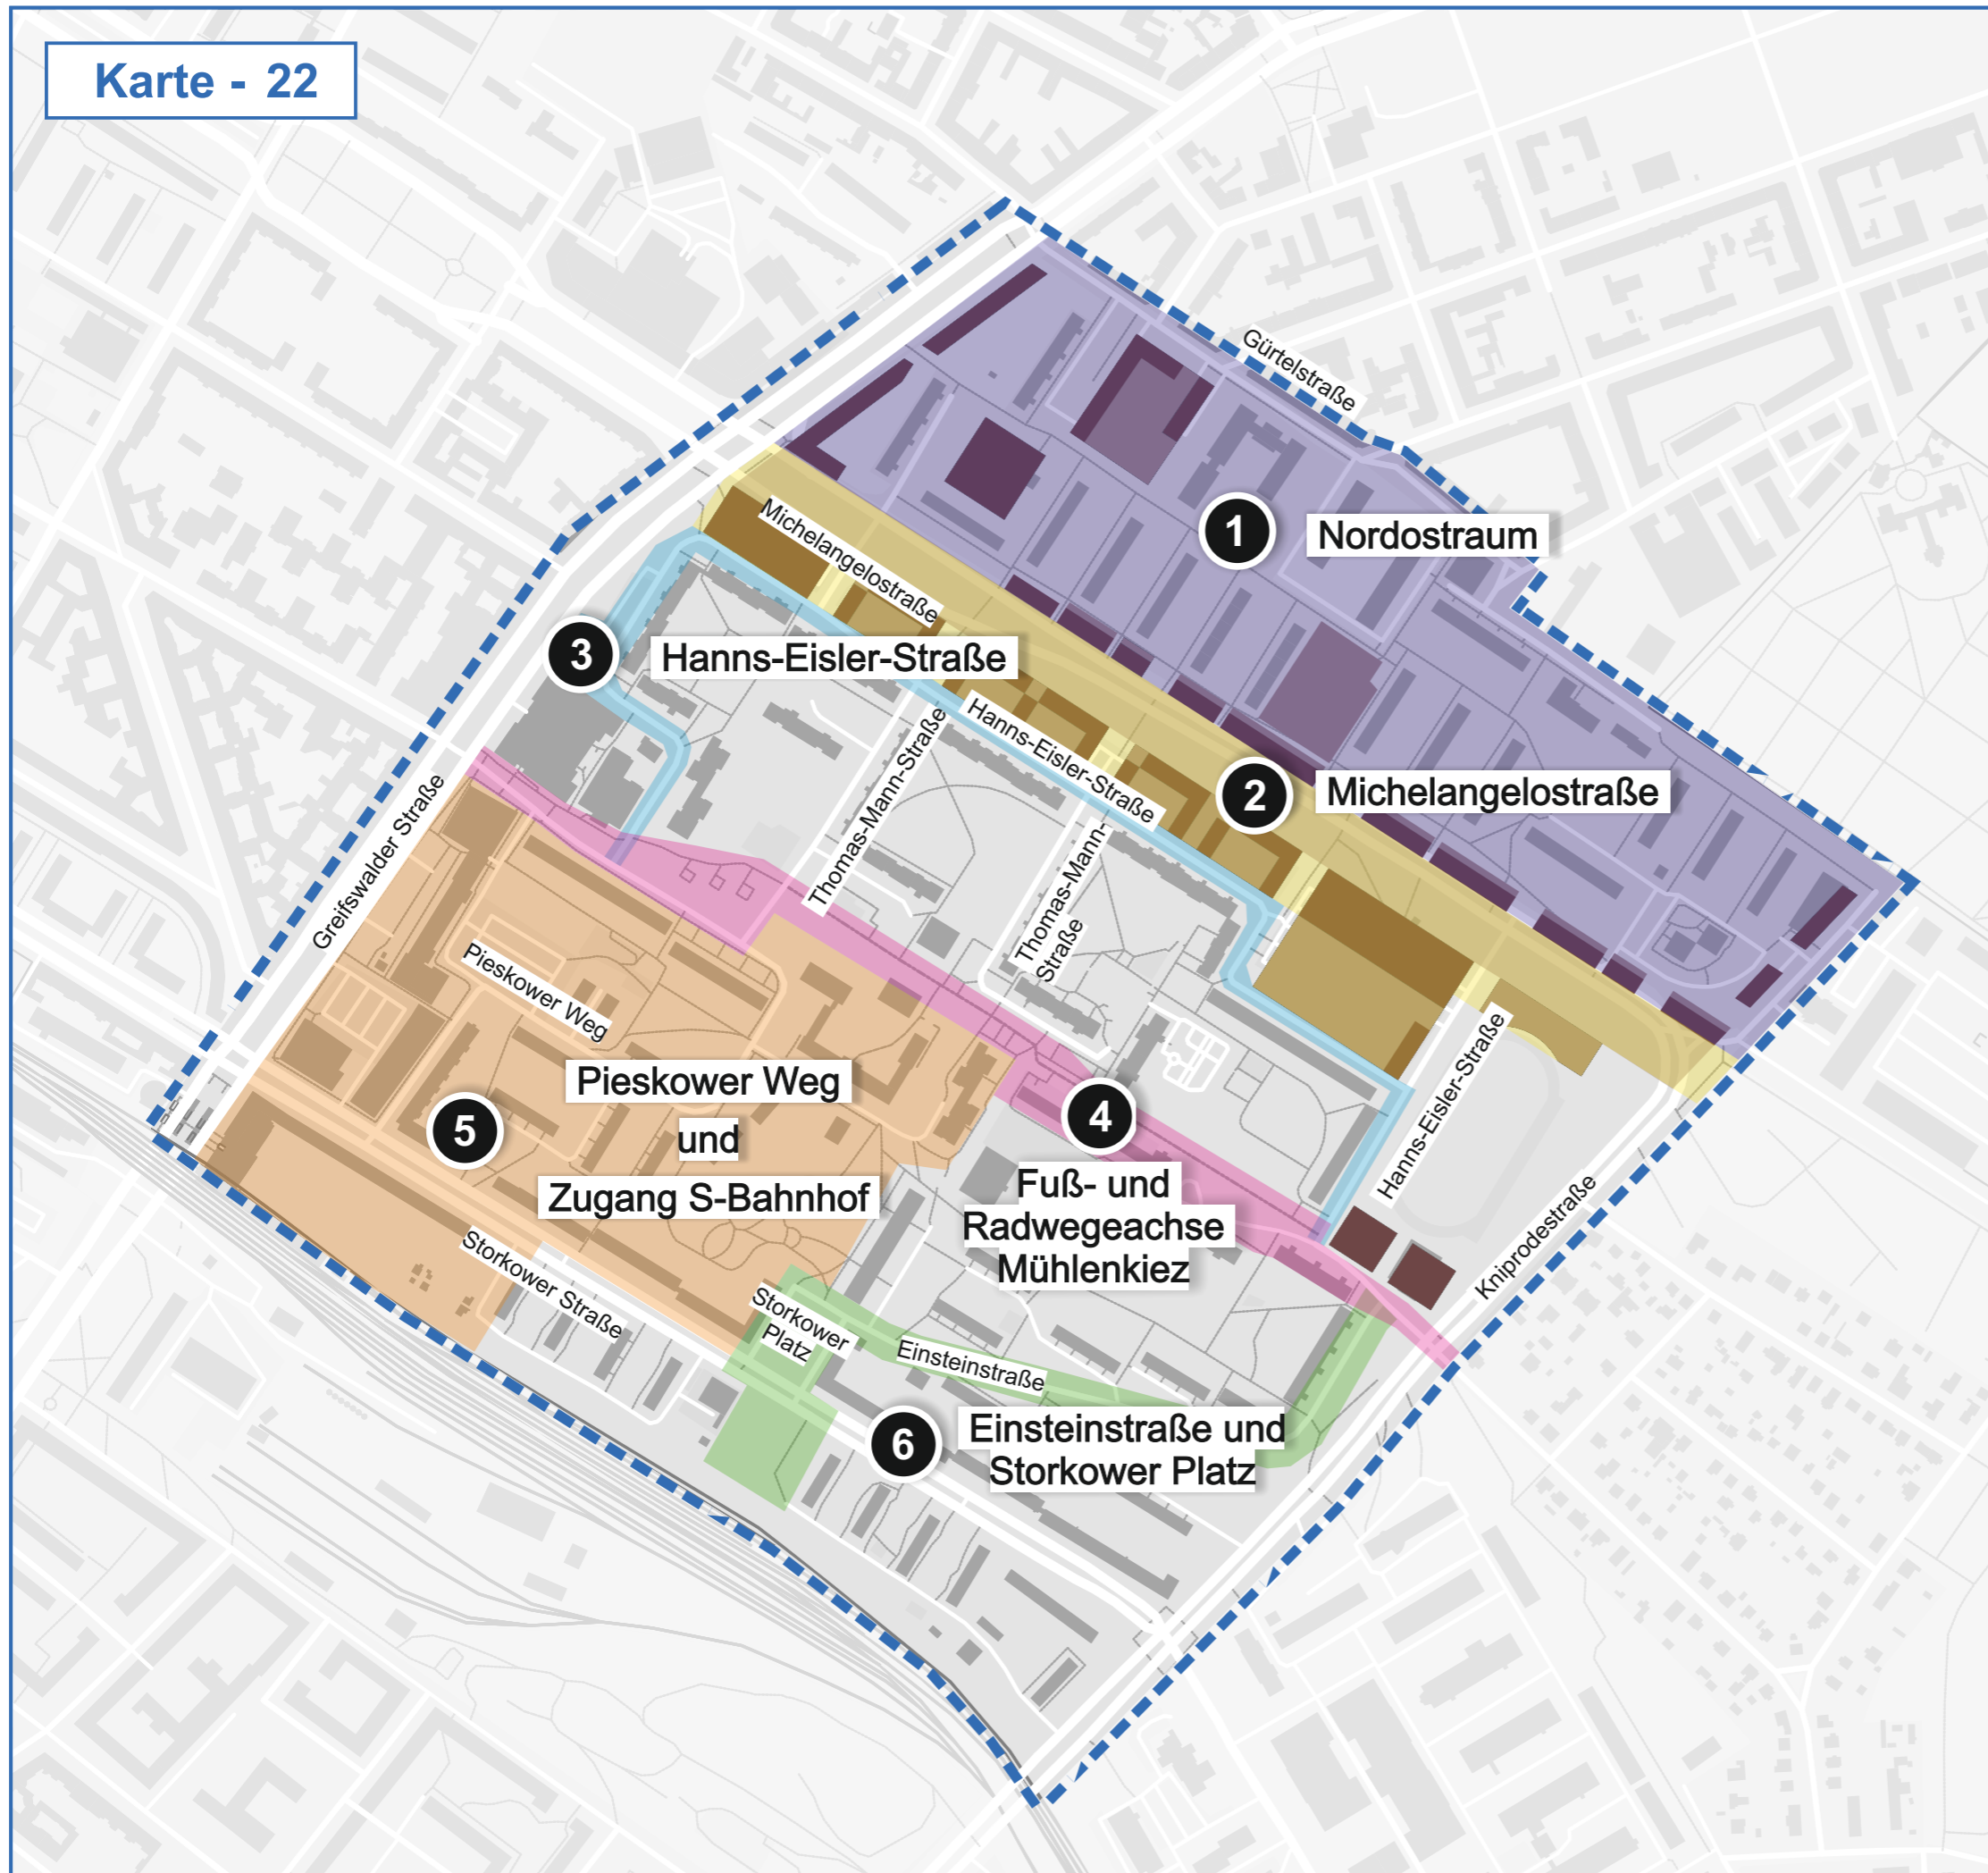 Karte - 22
Gürtelstraße
1
Nordostraum
Michelangelostraße
3
Hanns-Eisler-Straße
Hanns-Eisler-Straße
2
Michelangelostraße
Thomas-Mann-Straße
Thomas-Mann-
Straße
Greifswalder Straße
Pieskower Weg
Hanns-Eisler-Straße
5
Pieskower Weg
und
Zugang S-Bahnhof
4
Fuß- und
Radwegeachse
Mühlenkiez
Kniprodestraße
Storkower Straße
Storkower
Platz
Einsteinstraße
6
Einsteinstraße und
Storkower Platz